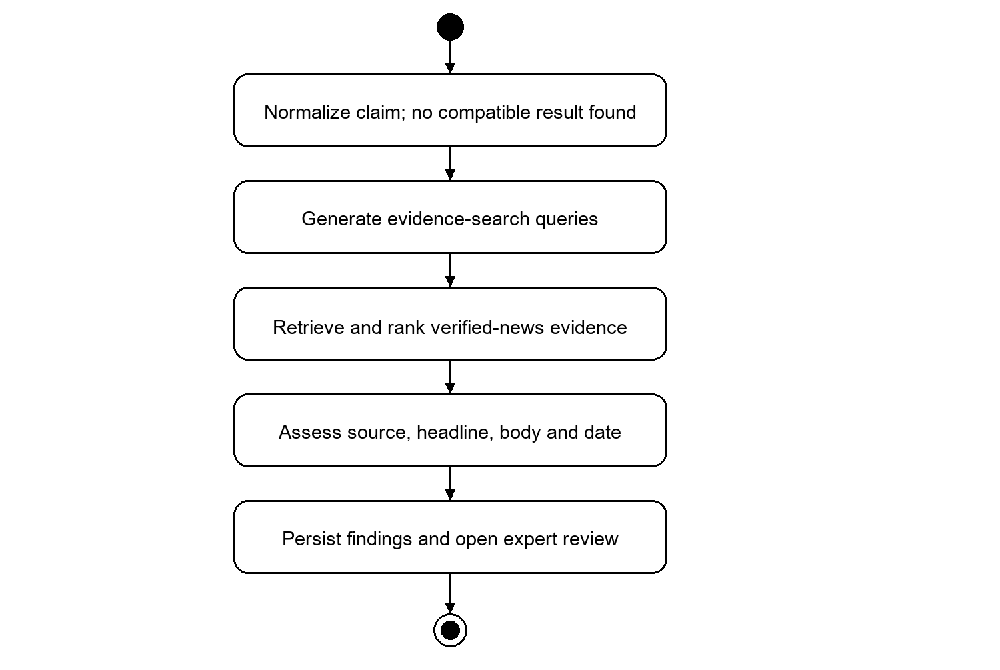 Normalize claim; no compatible result found
Generate evidence-search queries
Retrieve and rank verified-news evidence
Assess source, headline, body and date
Persist findings and open expert review